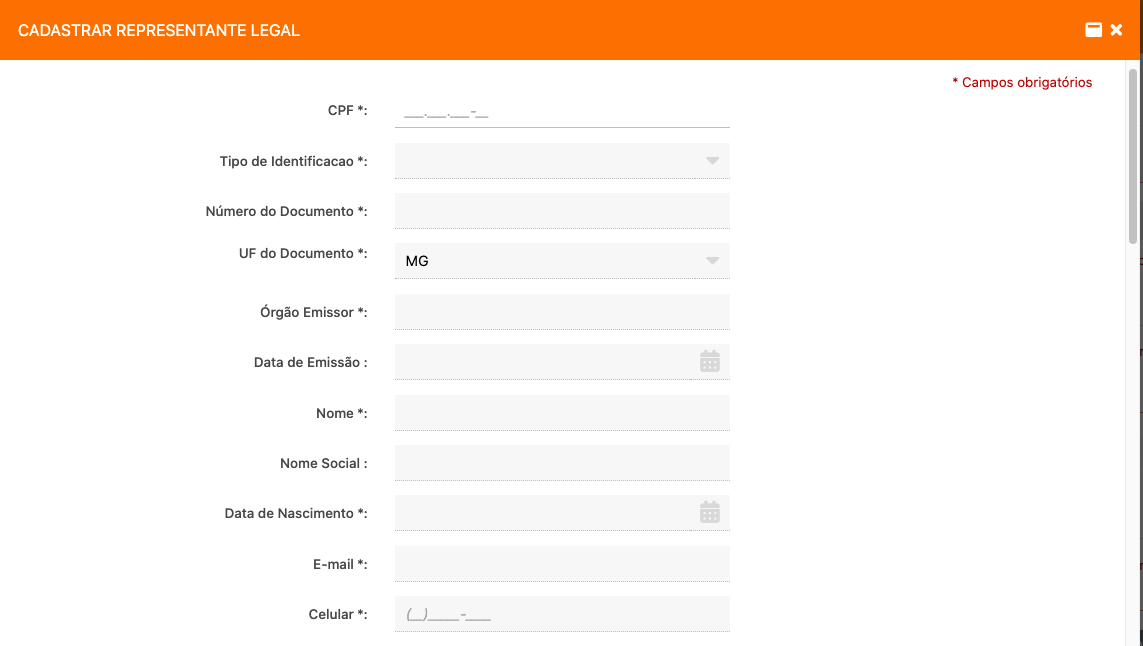 CADASTRAR REPRESENTANTE LEGAL
* Campos obrigatórios
CPF *: ___.___.___-__
Tipo de Identificacao *:
Número do Documento *:
UF do Documento *: MG
Órgão Emissor *:
Data de Emissão :
Nome *:
Nome Social :
Data de Nascimento *:
E-mail *:
Celular *: (__)_____-____